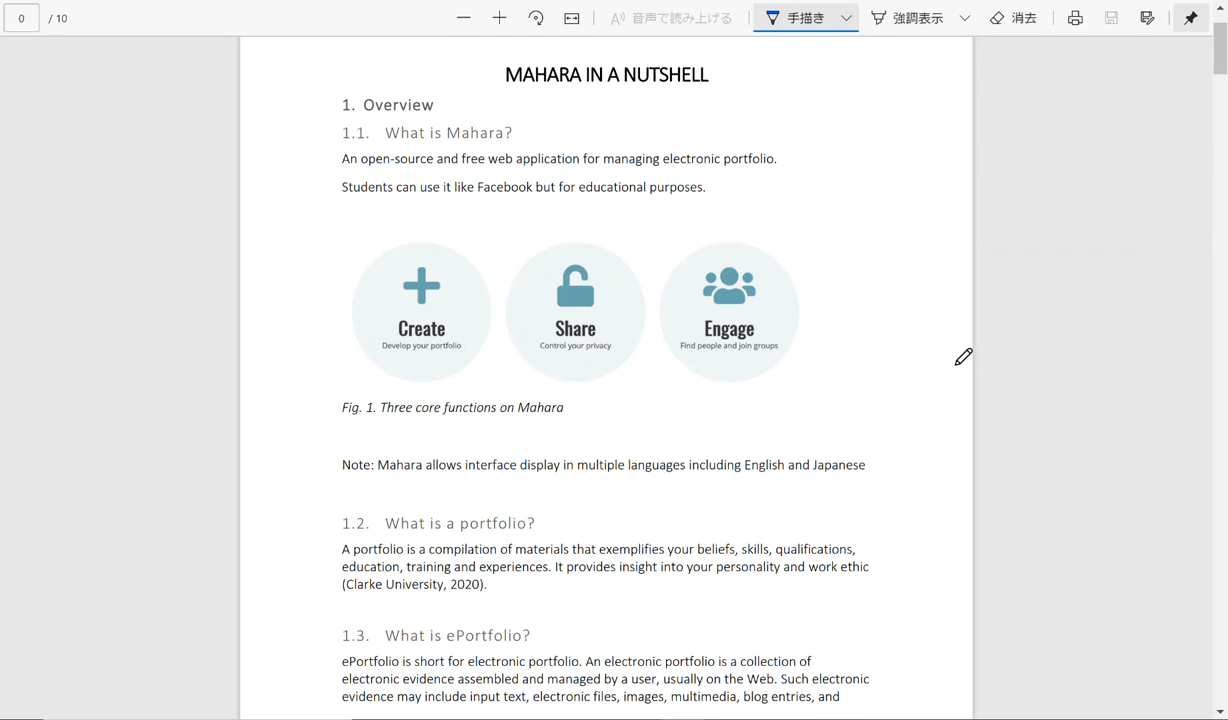 0 / 10 音声で読み上げる 手描き 強調表示 消去
MAHARA IN A NUTSHELL
1. Overview
1.1. What is Mahara?
An open-source and free web application for managing electronic portfolio.
Students can use it like Facebook but for educational purposes.
Create Share Engage
Develop your portfolio Control your privacy Find people and join groups
Fig. 1. Three core functions on Mahara
Note: Mahara allows interface display in multiple languages including English and Japanese
1.2. What is a portfolio?
A portfolio is a compilation of materials that exemplifies your beliefs, skills, qualifications,
education, training and experiences. It provides insight into your personality and work ethic
(Clarke University, 2020).
1.3. What is ePortfolio?
ePortfolio is short for electronic portfolio. An electronic portfolio is a collection of
electronic evidence assembled and managed by a user, usually on the Web. Such electronic
evidence may include input text, electronic files, images, multimedia, blog entries, and